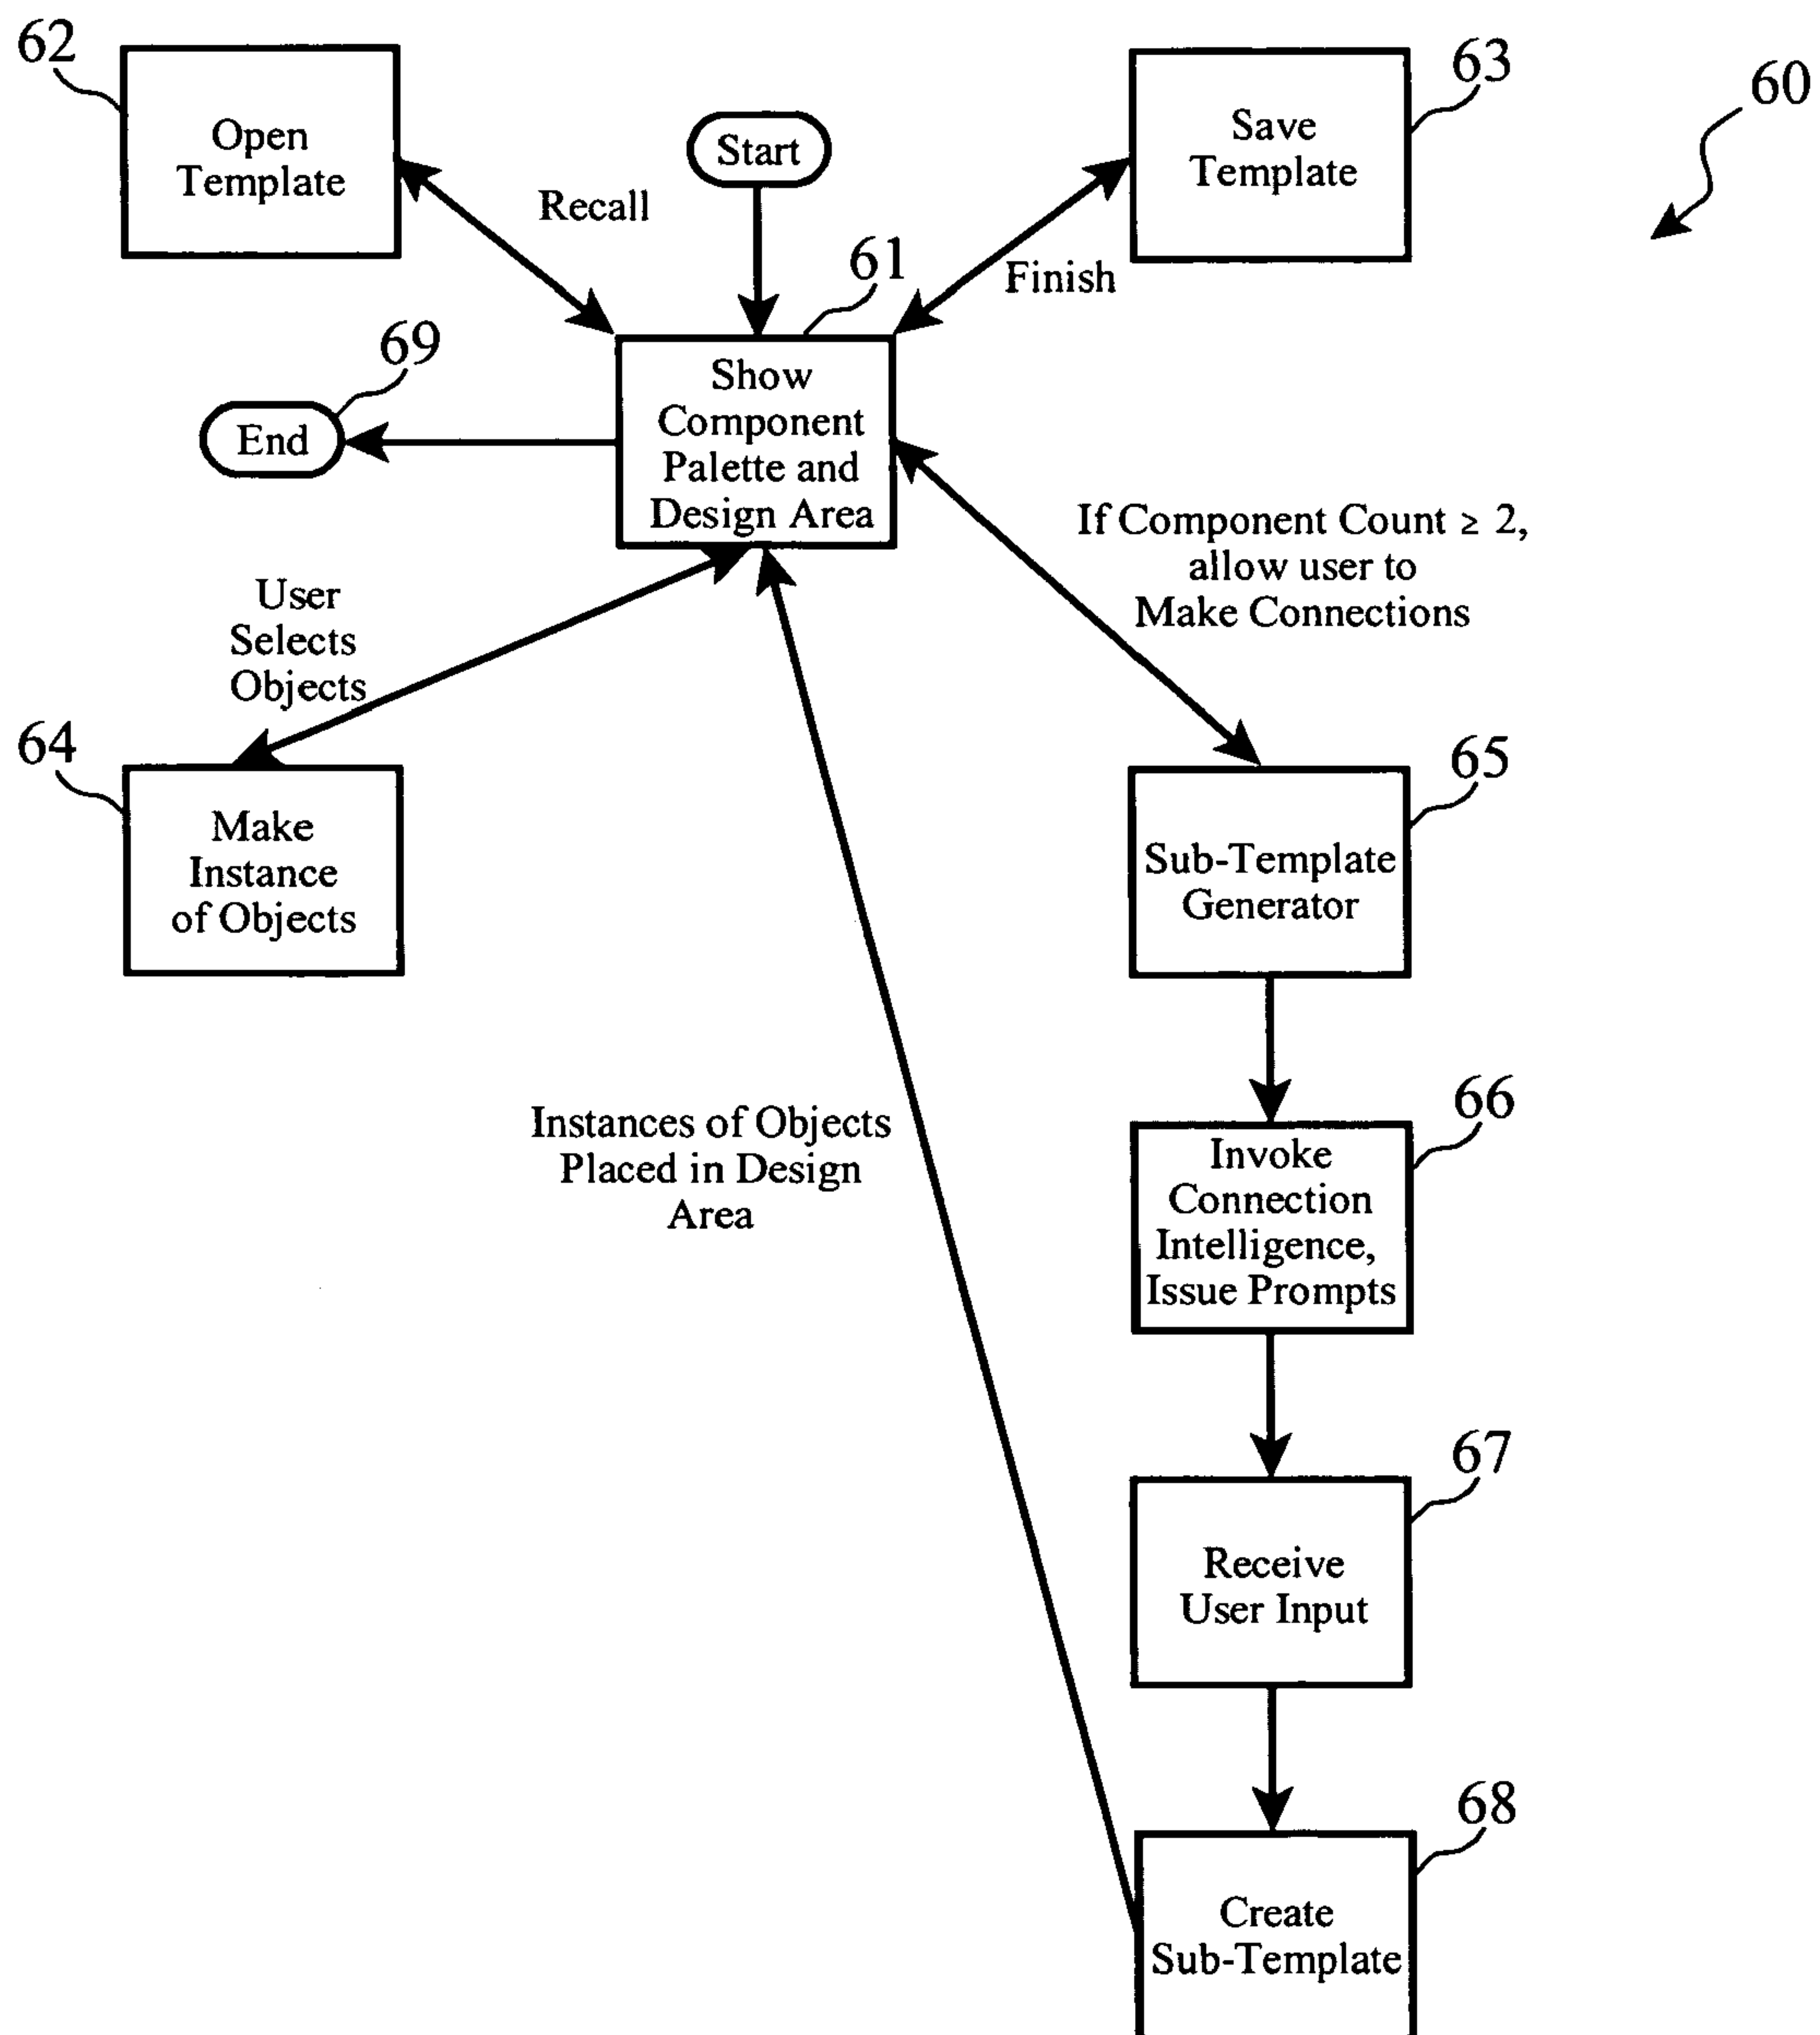 62
Open
Template
Recall
Start
Save
Template
63
60
61
Finish
69
End
Show
Component
Palette and
Design Area
If Component Count ≥ 2,
allow user to
Make Connections
User
Selects
Objects
64
Make
Instance
of Objects
65
Sub-Template
Generator
Instances of Objects
Placed in Design
Area
66
Invoke
Connection
Intelligence,
Issue Prompts
67
Receive
User Input
68
Create
Sub-Template